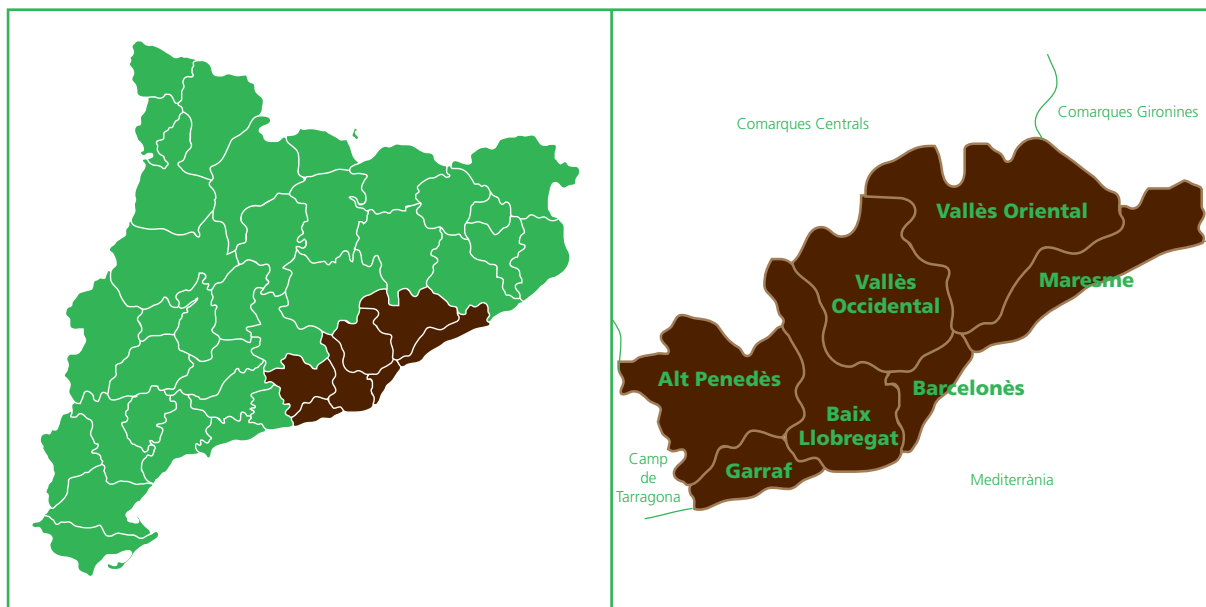 Comarques Gironines
Comarques Centrals
Vallès Oriental
Maresme
Vallès
Occidental
Alt Penedès
Barcelonès
Baix
Llobregat
Garraf
Camp
de
Tarragona
Mediterrània